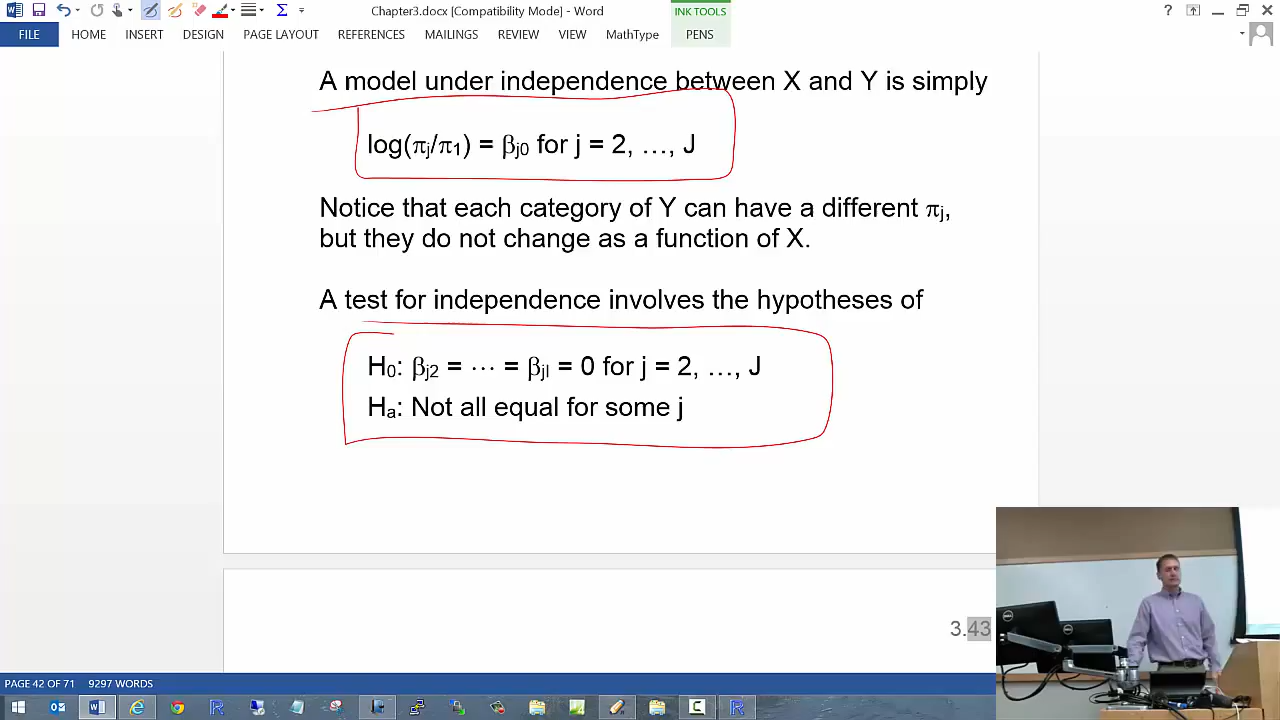 Chapter3.docx [Compatibility Mode] - Word
INK TOOLS
FILE HOME INSERT DESIGN PAGE LAYOUT REFERENCES MAILINGS REVIEW VIEW MathType PENS
A model under independence between X and Y is simply
log(πj/π1) = βj0 for j = 2, …, J
Notice that each category of Y can have a different πj,
but they do not change as a function of X.
A test for independence involves the hypotheses of
H0: βj2 = ⋯ = βjI = 0 for j = 2, …, J
Ha: Not all equal for some j
3.43
PAGE 42 OF 71 9297 WORDS